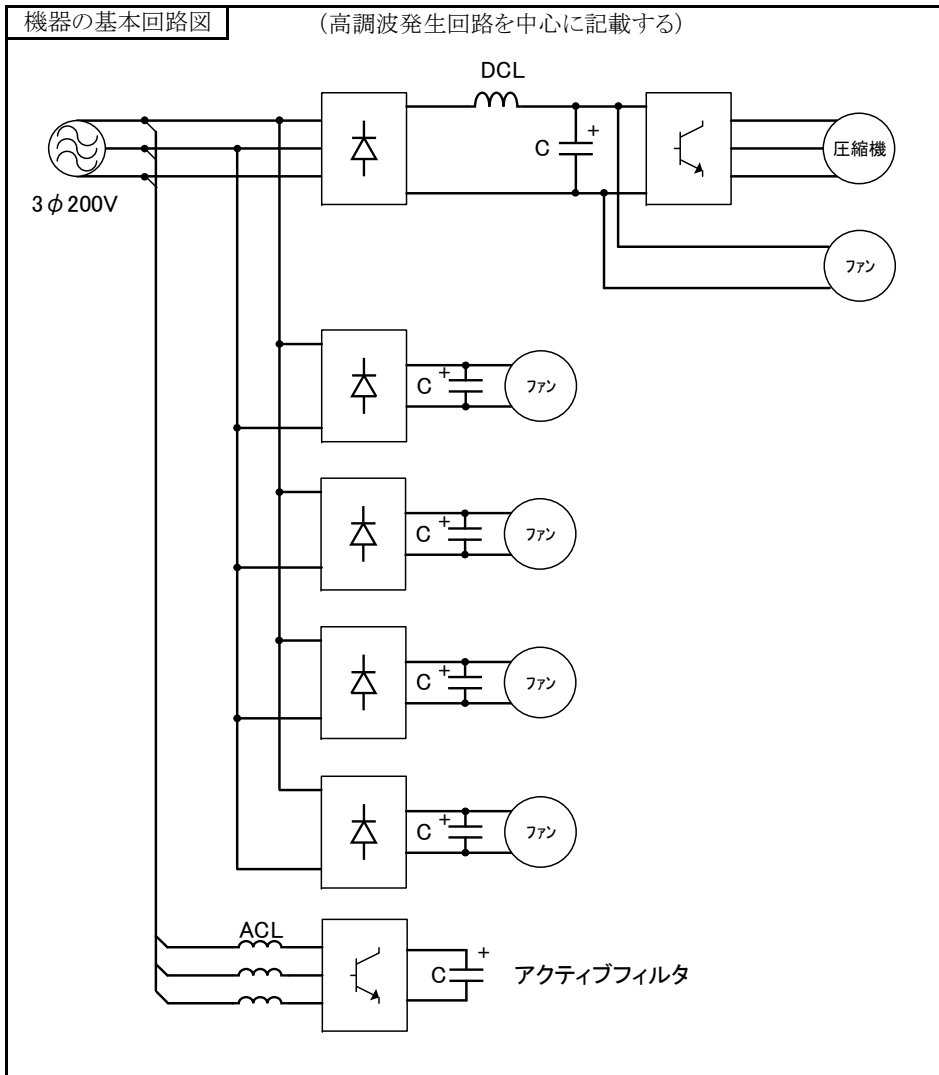 機器の基本回路図
(高調波発生回路を中心に記載する)
DCL
C +
圧縮機
3φ200V
ファン
C + ファン
C + ファン
C + ファン
C + ファン
ACL
C +
アクティブフィルタ